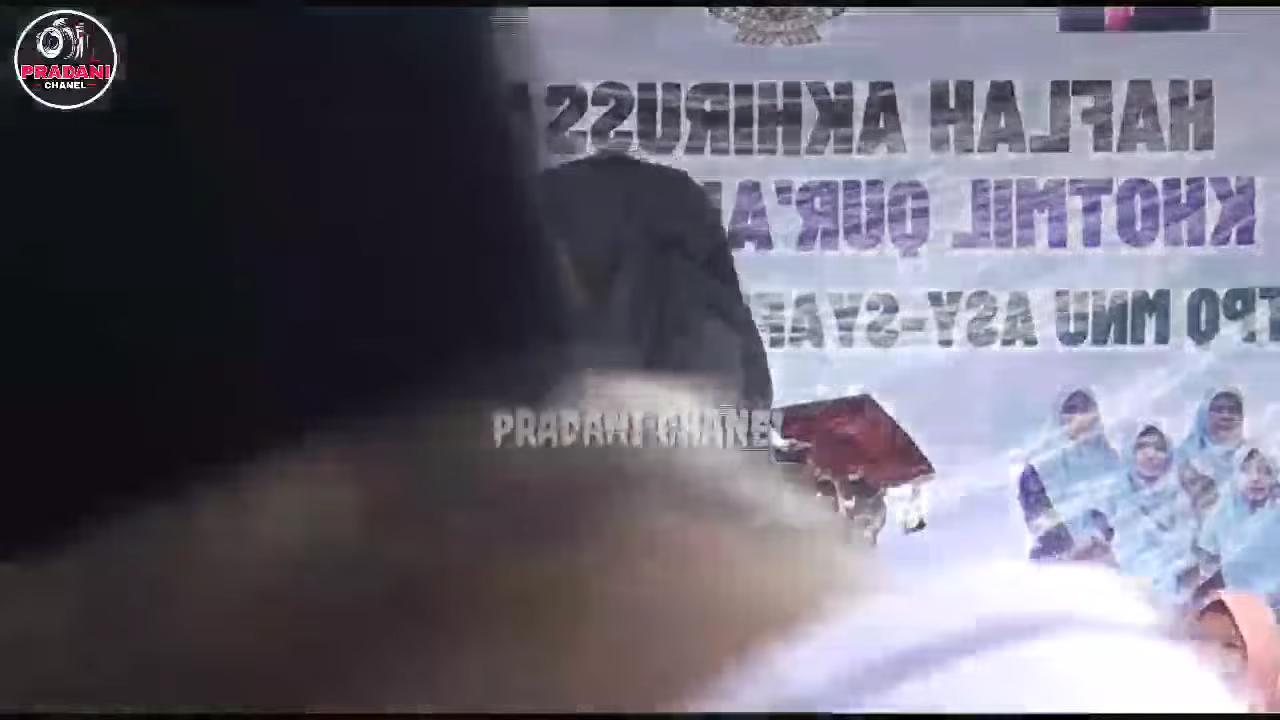 PRADANI
CHANEL
HAFLAH AKHIRUSS
KHOTMIL QUR'A
TPQ MNU ASY-SYA
PRADANI CHANEL